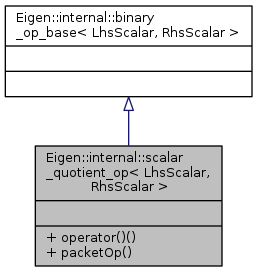 Eigen::internal::binary
_op_base< LhsScalar, RhsScalar >
Eigen::internal::scalar
_quotient_op< LhsScalar,
RhsScalar >
+ operator()()
+ packetOp()